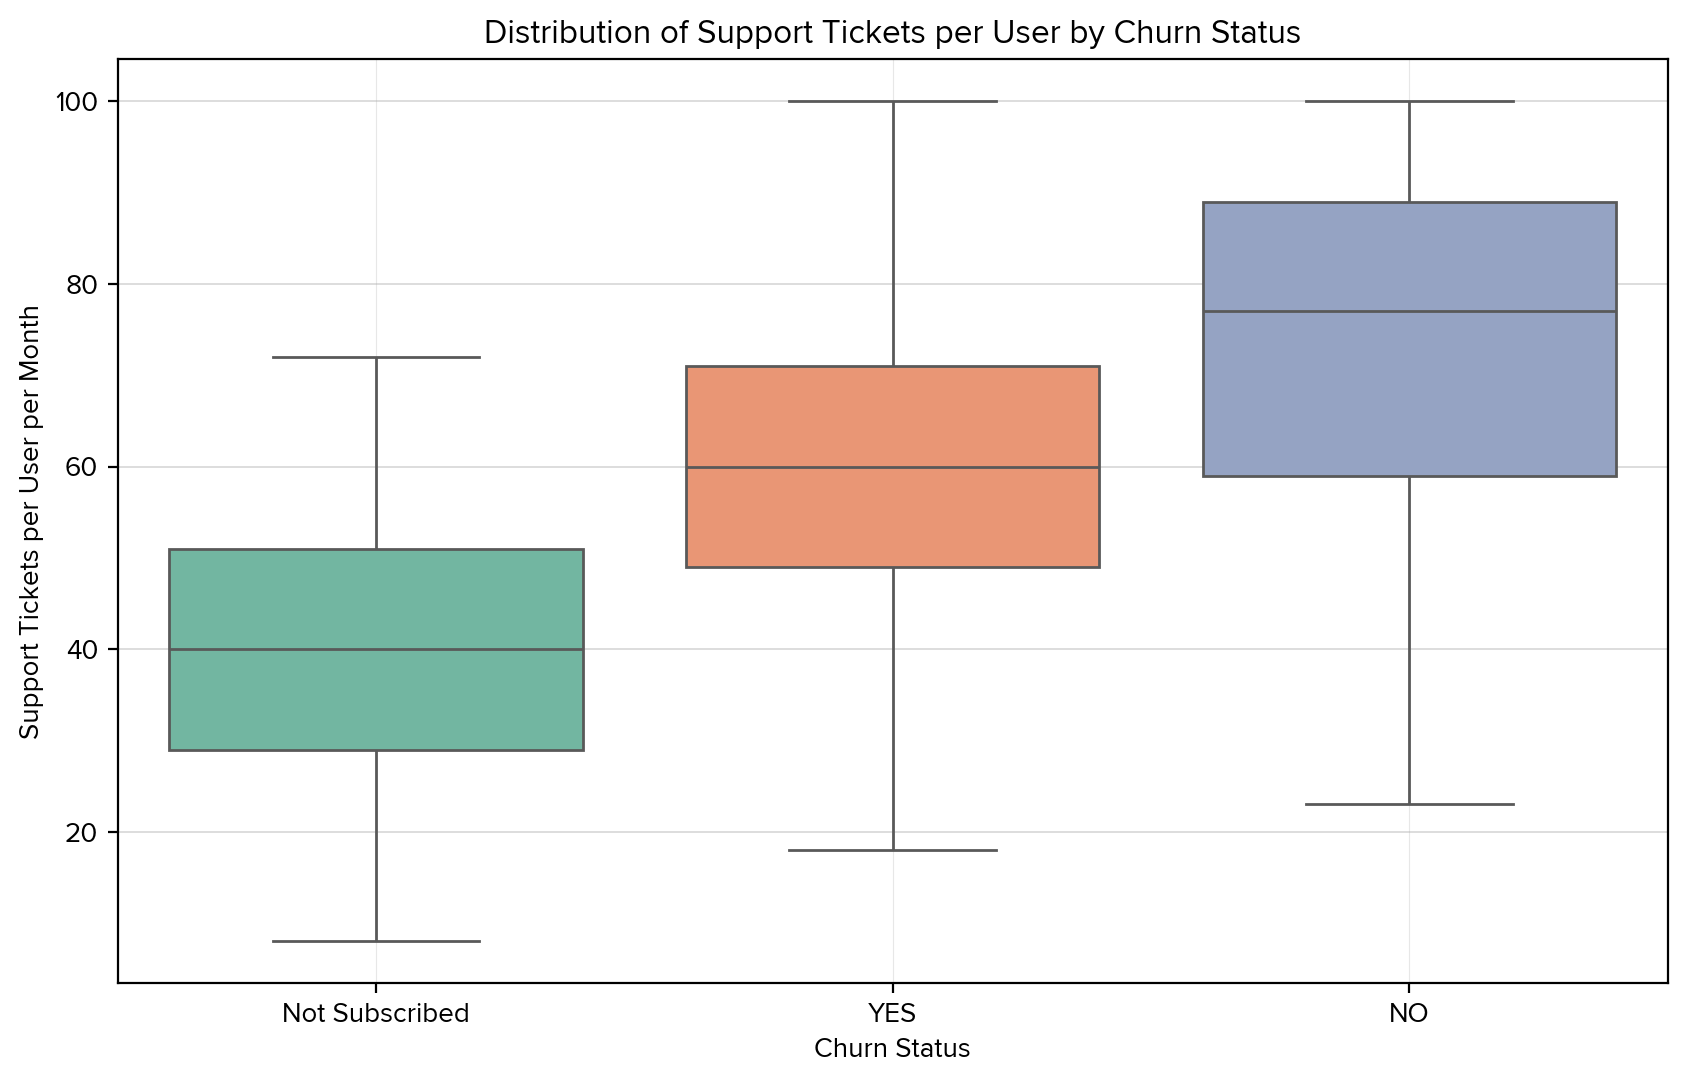 Distribution of Support Tickets per User by Churn Status
Support Tickets per User per Month
100
80
60
40
20
Not Subscribed
YES
NO
Churn Status